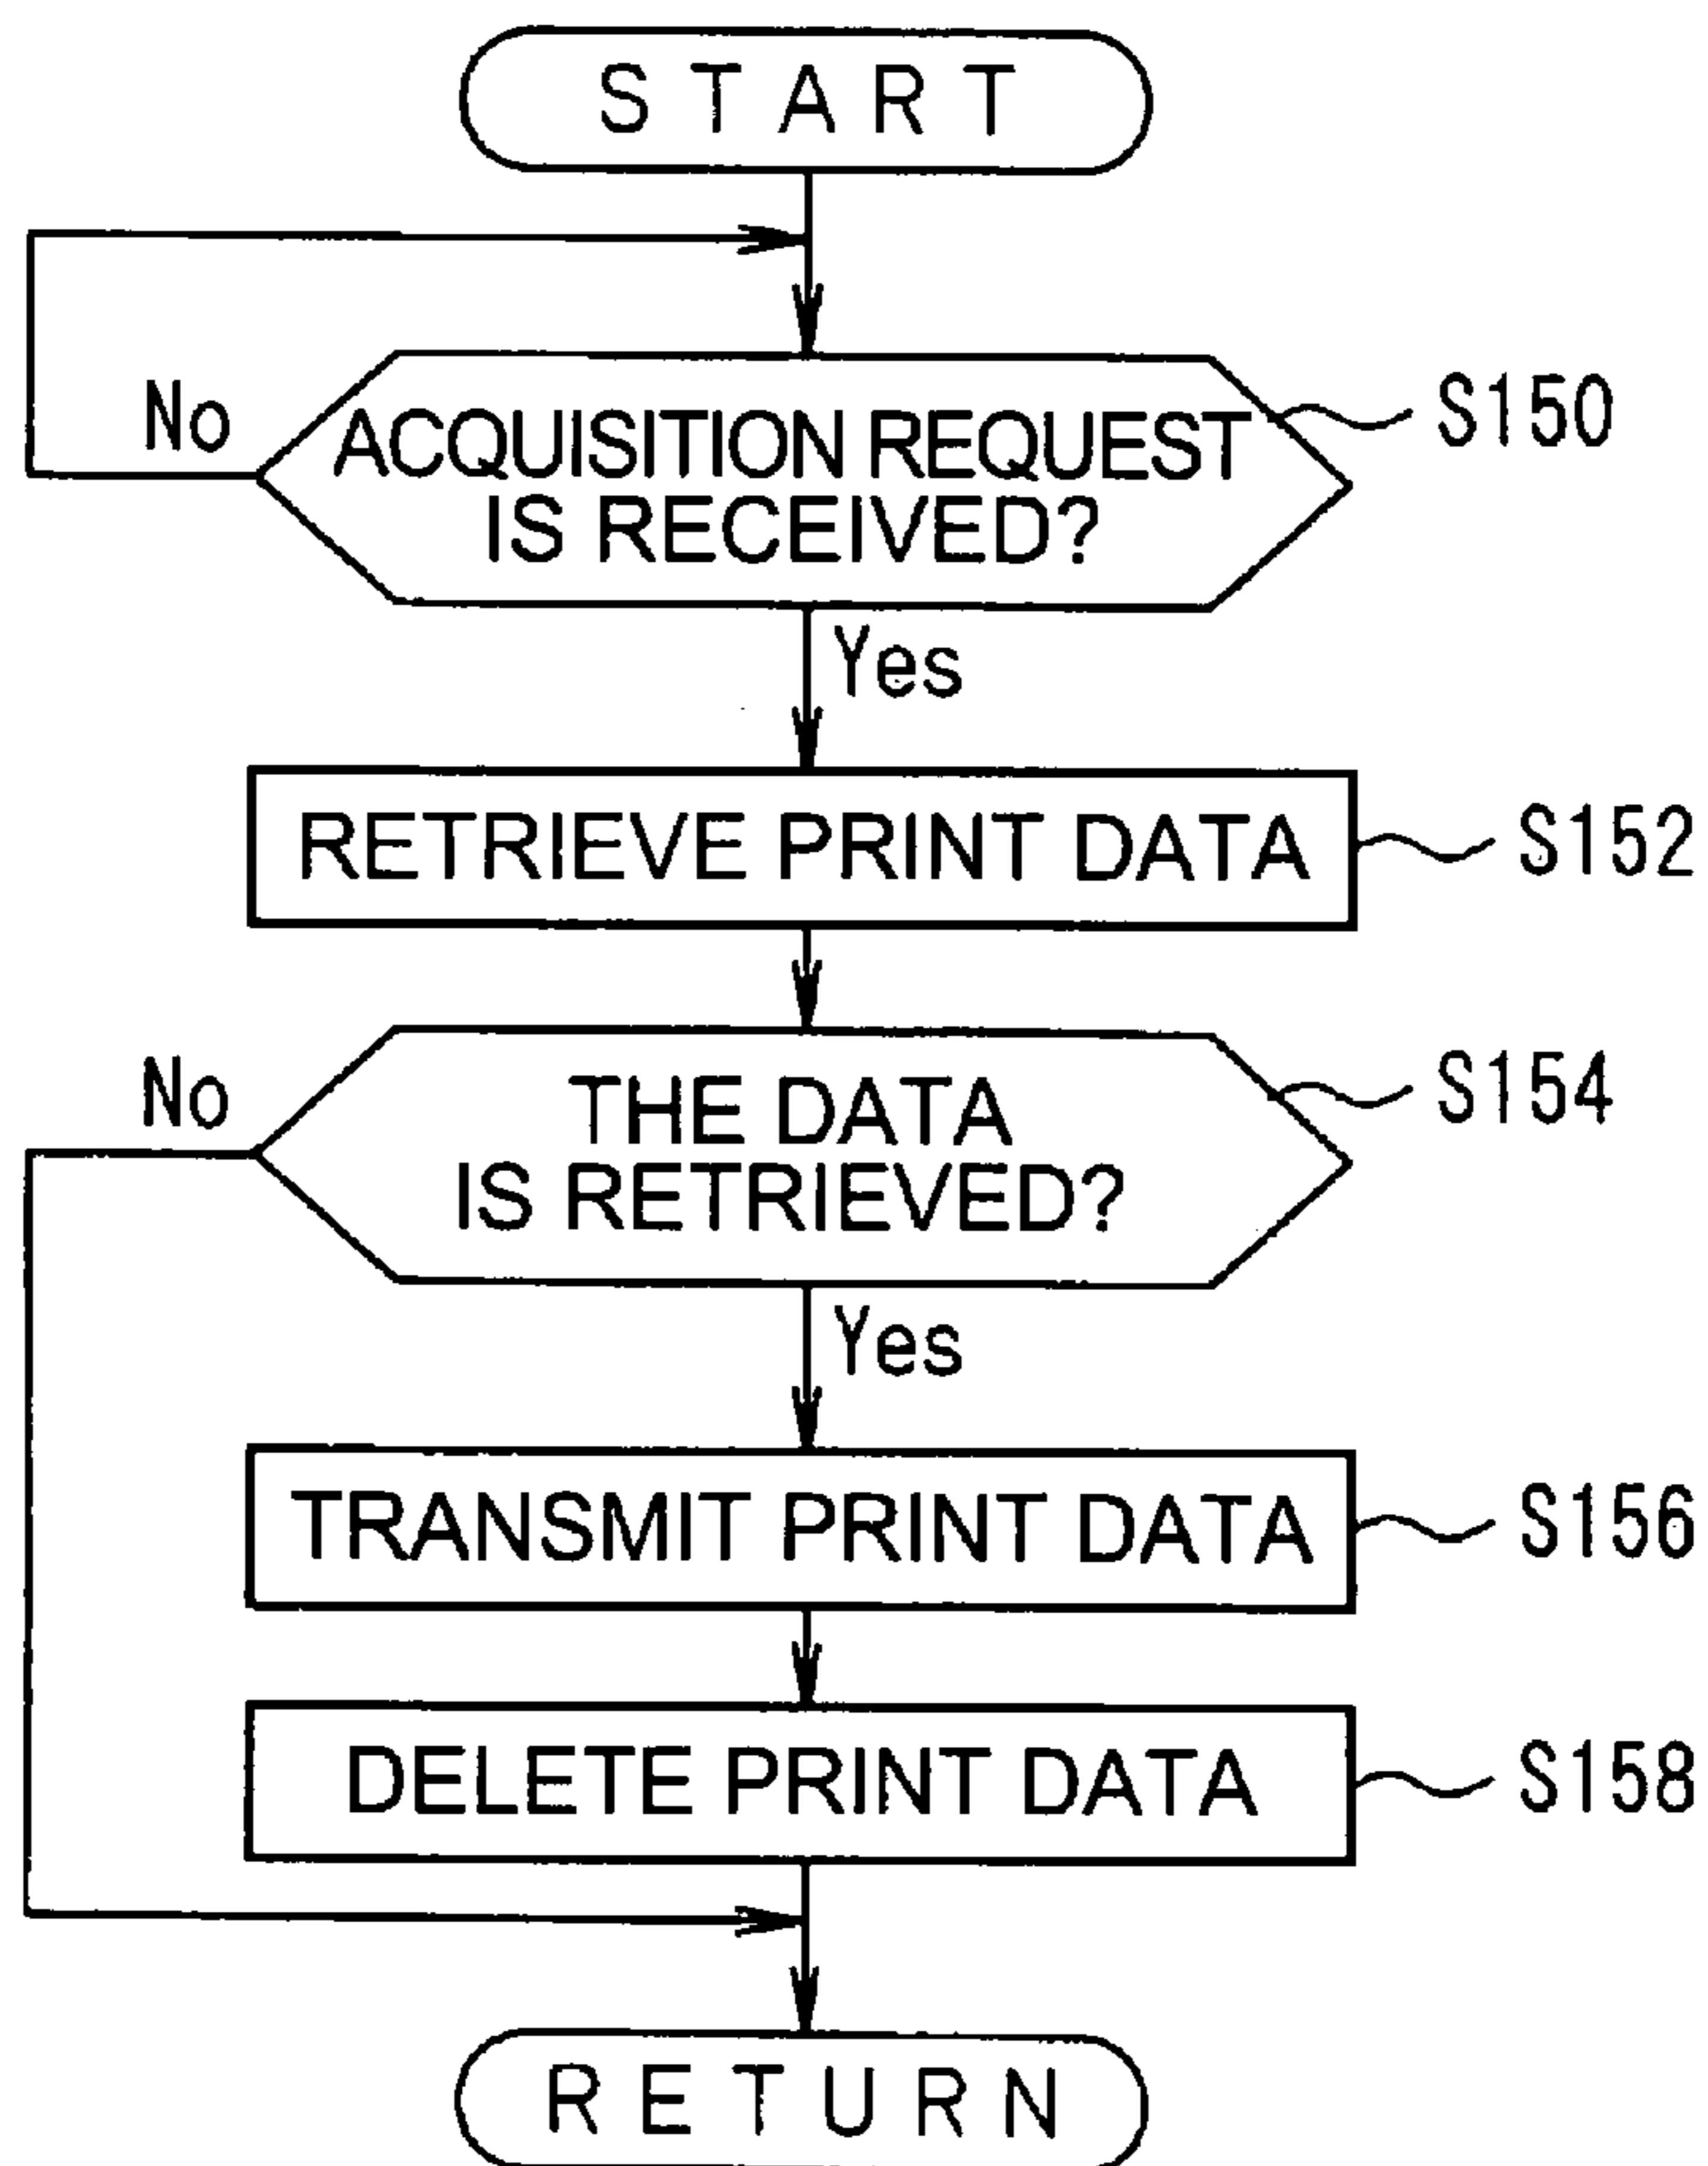 START
No
ACQUISITION REQUEST
IS RECEIVED?
S150
Yes
RETRIEVE PRINT DATA
S152
No
THE DATA
IS RETRIEVED?
S154
Yes
TRANSMIT PRINT DATA
S156
DELETE PRINT DATA
S158
RETURN